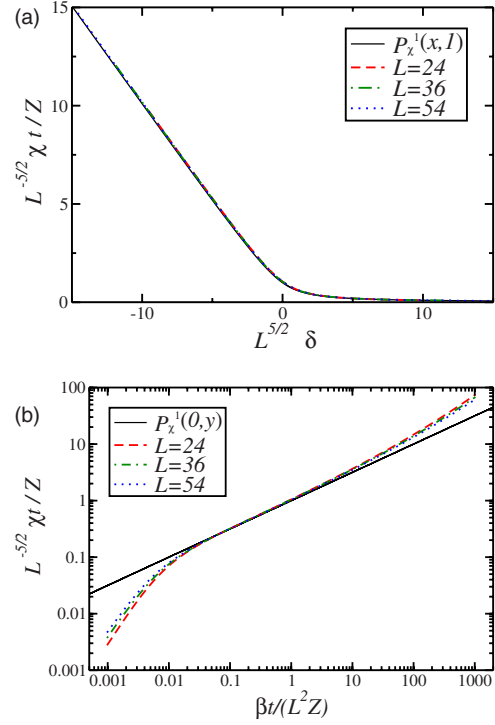 (a)
15
10
5
0
L^{-5/2} χ t / Z
P_χ^1(x,1)
L=24
L=36
L=54
-10 0 10
L^{5/2} δ
(b)
100
10
1
0.1
0.01
0.001
L^{-5/2} χt / Z
P_χ^1(0,y)
L=24
L=36
L=54
0.001 0.01 0.1 1 10 100 1000
βt/(L^2Z)